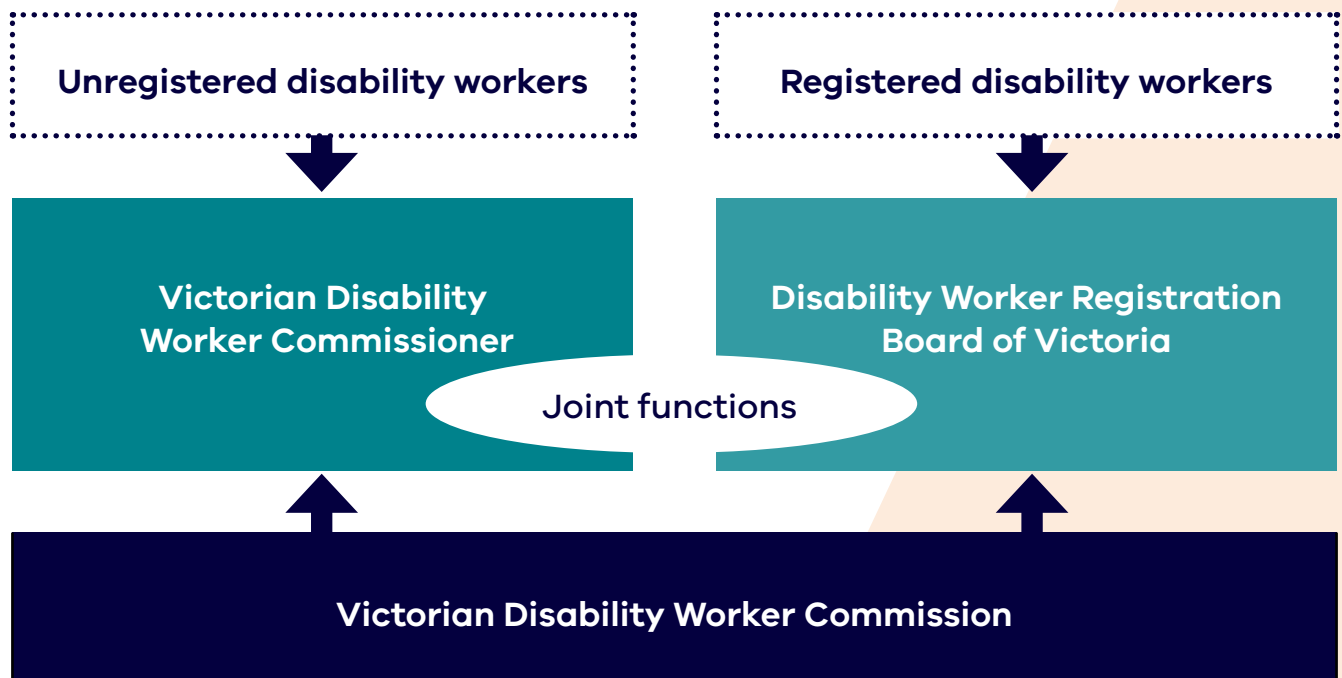 Unregistered disability workers
Registered disability workers
Victorian Disability
Worker Commissioner
Disability Worker Registration
Board of Victoria
Joint functions
Victorian Disability Worker Commission